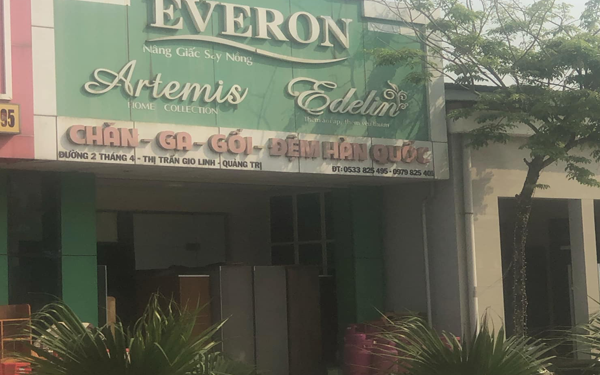 EVERON
Nâng Giấc Say Nồng
Artemis
HOME COLLECTION
Edelin
CHĂN - GA - GỐI - ĐỆM HÀN QUỐC
ĐƯỜNG 2 THÁNG 4 - THỊ TRẤN GIO LINH - QUẢNG TRỊ
ĐT: 0533 825 495 - 0979 825 495
95